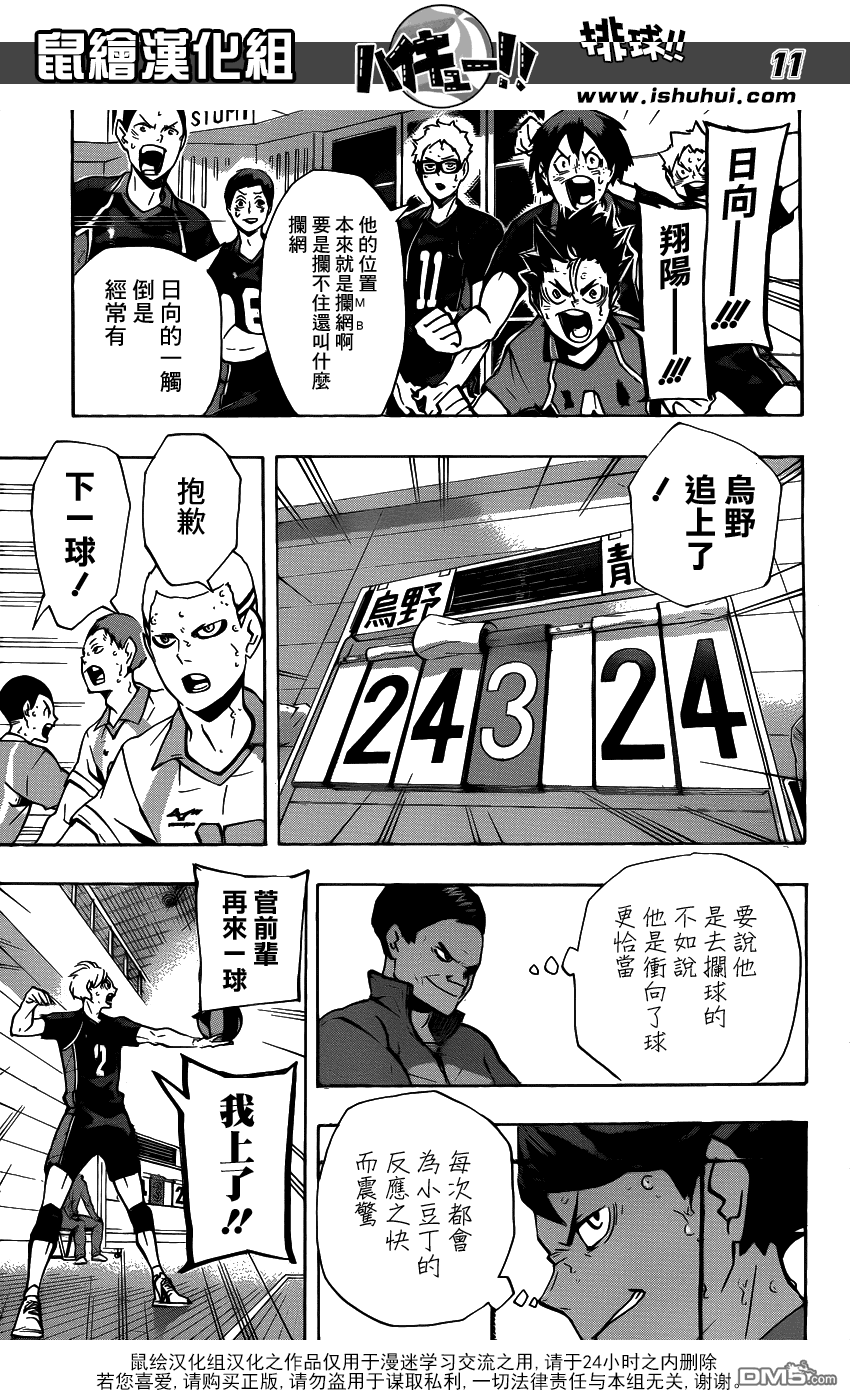 鼠繪漢化組
ハイキュー!!
排球!!
11
www.ishuhui.com
日向——!!!
翔陽——!!!
他的位置MB
本來就是攔網啊
要是攔不住還叫什麼
攔網
日向的一觸
倒是
經常有
11
烏野
追上了
！
烏野
青
24
3
24
抱歉
下一球！
要說他
是去攔球的
不如說
他是衝向了球
更恰當
菅前輩
再來一球
2
我上了!!
每次都會
為小豆丁的
反應之快
而震驚
鼠绘汉化组汉化之作品仅用于漫迷学习交流之用, 请于24小时之内删除
若您喜爱, 请购买正版, 请勿盗用于谋取私利, 一切法律责任与本组无关, 谢谢。
DM5.com